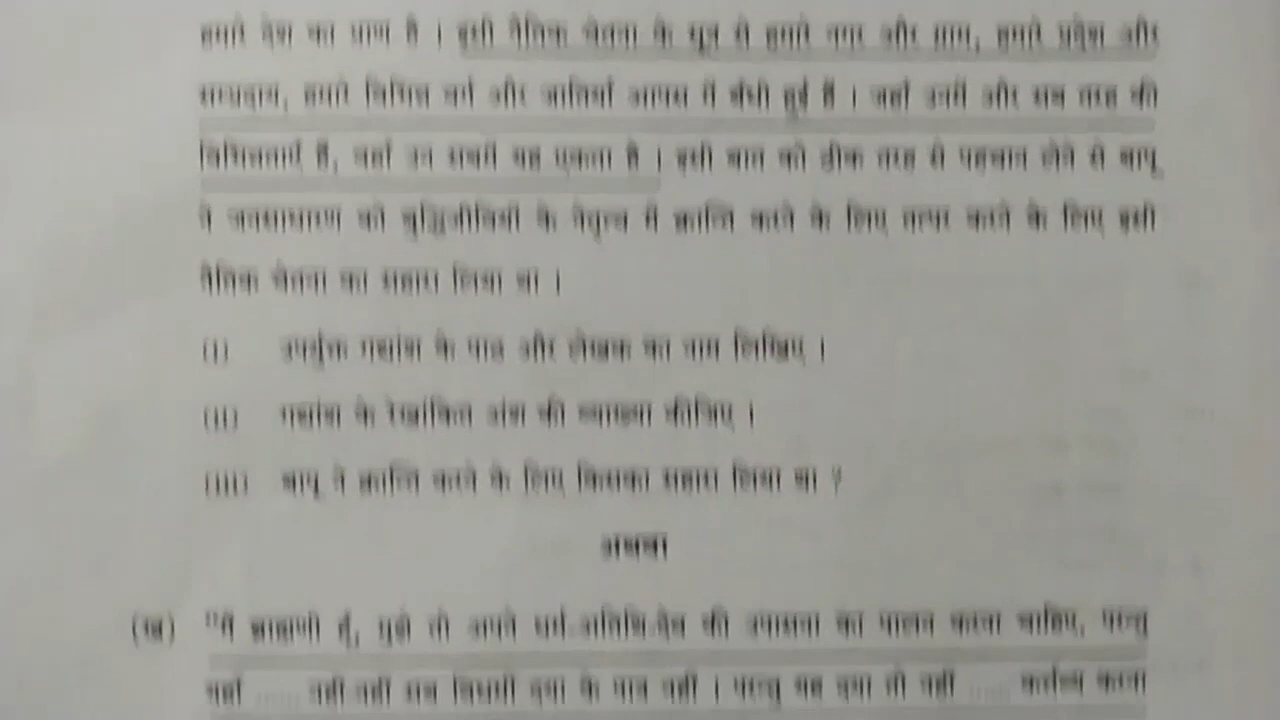 हमारे देश का प्राण है । इसी नैतिक चेतना के सूत्र से हमारे नगर और ग्राम, हमारे प्रदेश और
सम्प्रदाय, हमारे विभिन्न वर्ग और जातियाँ आपस में बँधी हुई हैं । जहाँ उनमें और सब तरह की
विभिन्नताएँ हैं, वहाँ उन सबमें यह एकता है । इसी बात को ठीक तरह से पहचान लेने से बापू
ने जनसाधारण को बुद्धिजीवियों के नेतृत्व में क्रान्ति करने के लिए तत्पर करने के लिए इसी
नैतिक चेतना का सहारा लिया था ।
(i) उपर्युक्त गद्यांश के पाठ और लेखक का नाम लिखिए ।
(ii) गद्यांश के रेखांकित अंश की व्याख्या कीजिए ।
(iii) बापू ने क्रान्ति करने के लिए किसका सहारा लिया था ?
अथवा
(ख) "मैं ब्राह्मणी हूँ, मुझे तो अपने धर्म-अतिथि-देव की उपासना का पालन करना चाहिए, परन्तु
यहाँ ..... नहीं-नहीं सब विधर्मी दया के पात्र नहीं । परन्तु यह दया तो नहीं ..... कर्त्तव्य करना